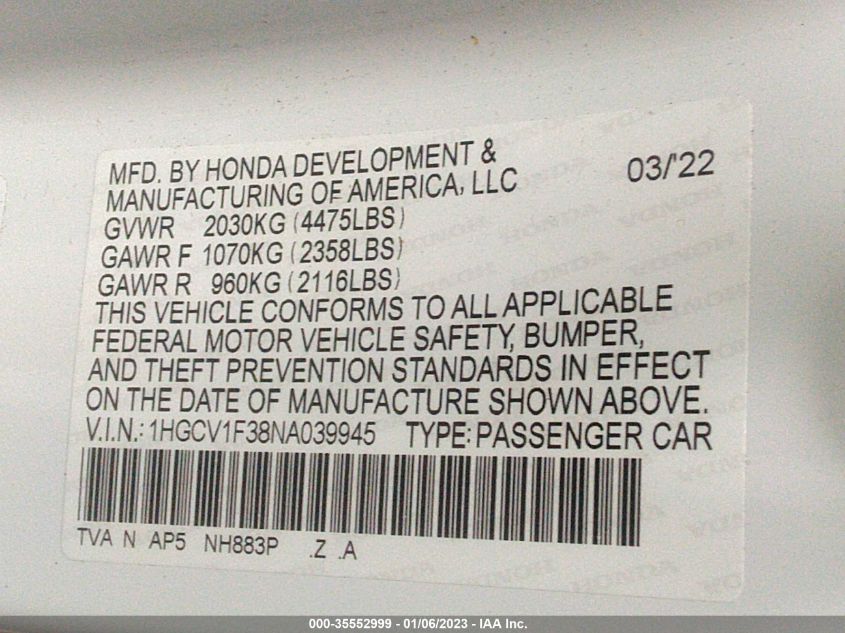 MFD. BY HONDA DEVELOPMENT &
MANUFACTURING OF AMERICA, LLC 03/'22
GVWR 2030KG (4475LBS)
GAWR F 1070KG (2358LBS)
GAWR R 960KG (2116LBS)
THIS VEHICLE CONFORMS TO ALL APPLICABLE
FEDERAL MOTOR VEHICLE SAFETY, BUMPER,
AND THEFT PREVENTION STANDARDS IN EFFECT
ON THE DATE OF MANUFACTURE SHOWN ABOVE.
V.I.N.: 1HGCV1F38NA039945 TYPE: PASSENGER CAR
TVA N AP5 NH883P .Z .A
000-35552999 - 01/06/2023 - IAA Inc.